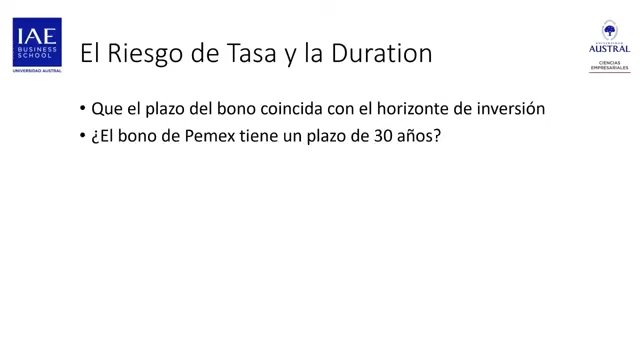 IAE
BUSINESS
SCHOOL
UNIVERSIDAD AUSTRAL
El Riesgo de Tasa y la Duration
UNIVERSIDAD
AUSTRAL
CIENCIAS
EMPRESARIALES
• Que el plazo del bono coincida con el horizonte de inversión
• ¿El bono de Pemex tiene un plazo de 30 años?